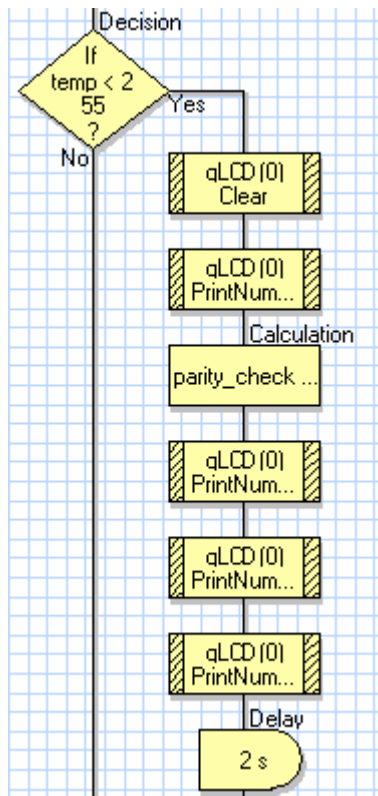 Decision
If
temp < 2
55
?
Yes
No
qLCD(0)
Clear
qLCD(0)
PrintNum...
Calculation
parity_check ...
qLCD(0)
PrintNum...
qLCD(0)
PrintNum...
qLCD(0)
PrintNum...
Delay
2 s